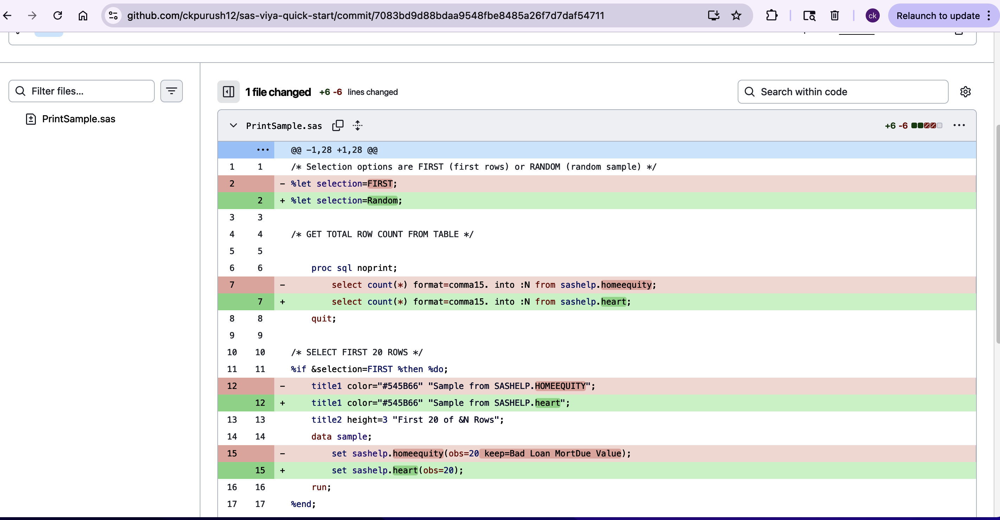 github.com/ckpurush12/sas-viya-quick-start/commit/7083bd9d88bdaa9548fbe8485a26f7d7daf54711
ck
Relaunch to update
Filter files...
PrintSample.sas
1 file changed +6 -6 lines changed
Search within code
PrintSample.sas
+6 -6
@@ -1,28 +1,28 @@
1 1 /* Selection options are FIRST (first rows) or RANDOM (random sample) */
2 - %let selection=FIRST;
2 + %let selection=Random;
3 3
4 4 /* GET TOTAL ROW COUNT FROM TABLE */
5 5
6 6 proc sql noprint;
7 - select count(*) format=comma15. into :N from sashelp.homeequity;
7 + select count(*) format=comma15. into :N from sashelp.heart;
8 8 quit;
9 9
10 10 /* SELECT FIRST 20 ROWS */
11 11 %if &selection=FIRST %then %do;
12 - title1 color="#545B66" "Sample from SASHELP.HOMEEQUITY";
12 + title1 color="#545B66" "Sample from SASHELP.heart";
13 13 title2 height=3 "First 20 of &N Rows";
14 14 data sample;
15 - set sashelp.homeequity(obs=20 keep=Bad Loan MortDue Value);
15 + set sashelp.heart(obs=20);
16 16 run;
17 17 %end;